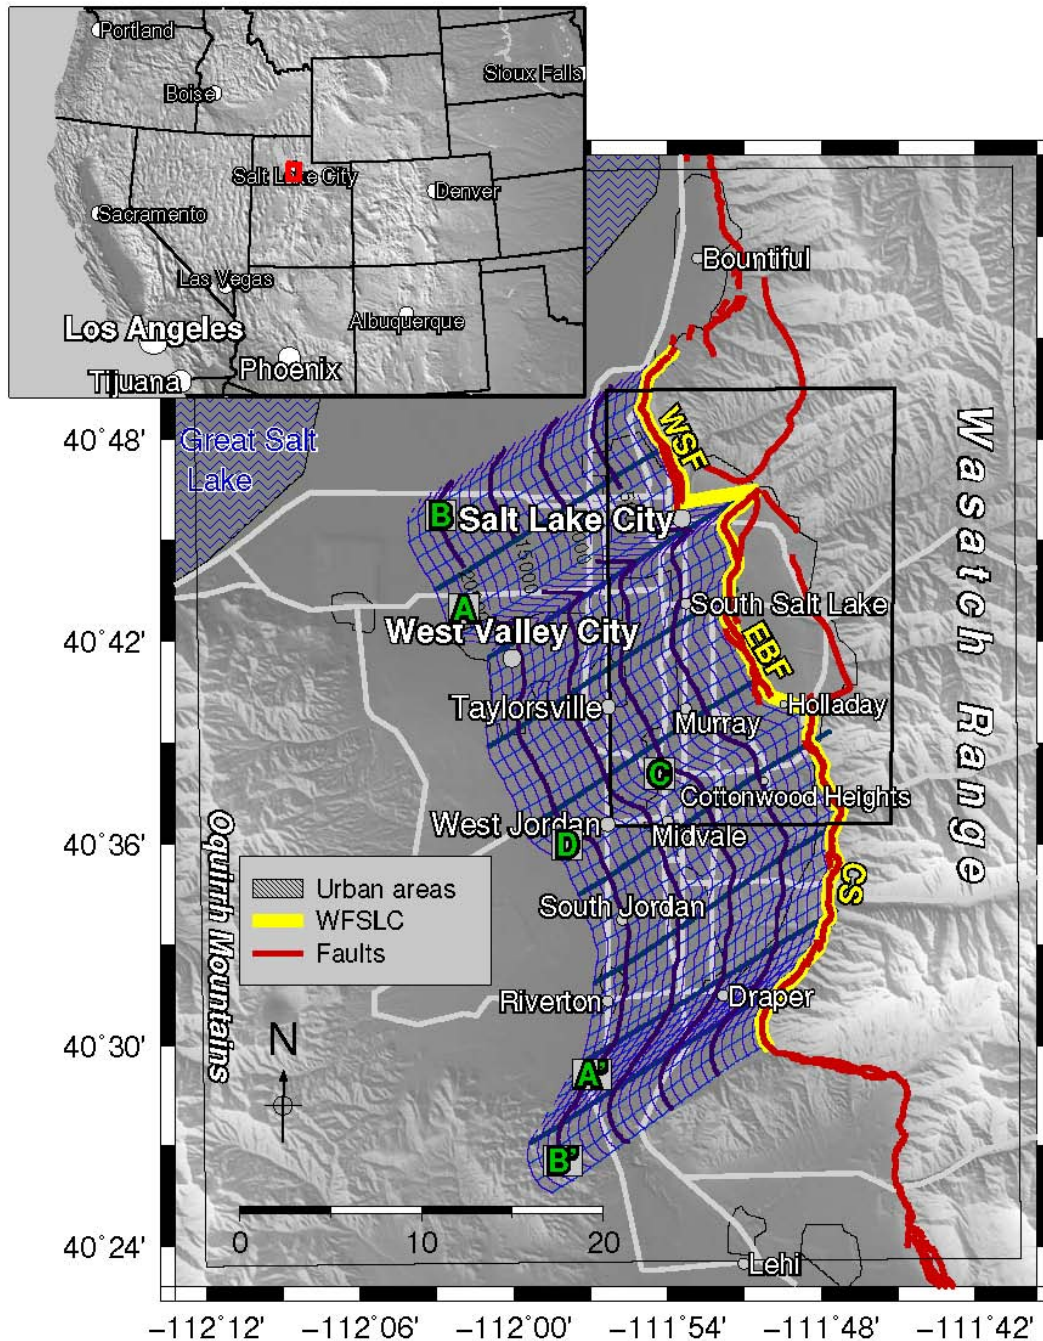 Portland
Sioux Falls
Boise
Salt Lake City
Denver
Sacramento
Las Vegas
Albuquerque
Los Angeles
Phoenix
Tijuana
Bountiful
40°48'
Great Salt
Lake
WSF
Wasatch Range
B
Salt Lake City
15000
A
South Salt Lake
40°42'
West Valley City
EBF
Taylorsville
Murray
Holladay
C
Cottonwood Heights
West Jordan
Midvale
40°36'
D
Oquirrh Mountains
Urban areas
WFSLC
Faults
CS
South Jordan
Riverton
Draper
N
40°30'
A'
B'
0
20
40°24'
Lehi
−112°12'
−112°06'
−112°00'
−111°54'
−111°48'
−111°42'